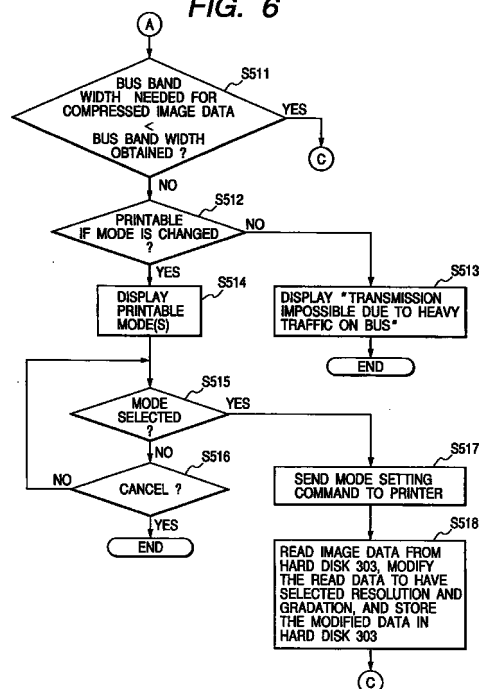 FIG. 6
A
S511
BUS BAND
WIDTH NEEDED FOR
COMPRESSED IMAGE DATA
<
BUS BAND WIDTH
OBTAINED ?
YES
C
NO
S512
PRINTABLE
IF MODE IS CHANGED
?
NO
YES
S514
DISPLAY
PRINTABLE
MODE(S)
S513
DISPLAY "TRANSMISSION
IMPOSSIBLE DUE TO HEAVY
TRAFFIC ON BUS"
END
S515
MODE
SELECTED
?
YES
NO
S516
CANCEL ?
NO
YES
END
S517
SEND MODE SETTING
COMMAND TO PRINTER
S518
READ IMAGE DATA FROM
HARD DISK 303, MODIFY
THE READ DATA TO HAVE
SELECTED RESOLUTION AND
GRADATION, AND STORE
THE MODIFIED DATA IN
HARD DISK 303
C